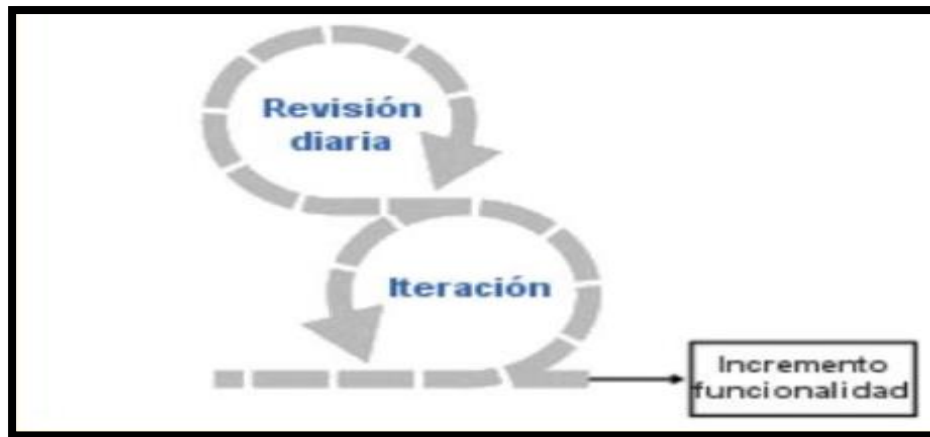 Revisión
diaria
Iteración
Incremento
funcionalidad